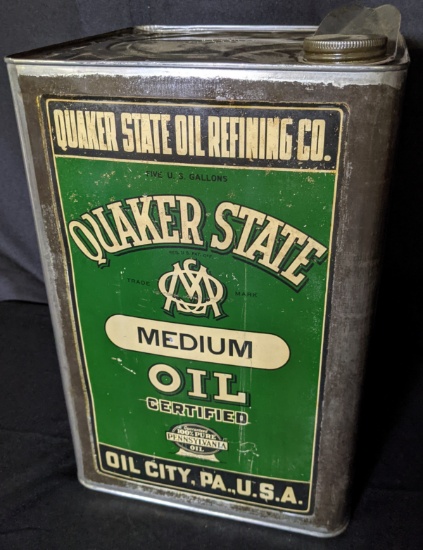 QUAKER STATE OIL REFINING CO.
FIVE U.S. GALLONS
QUAKER STATE
TRADE MARK
MEDIUM
OIL
CERTIFIED
100% PURE
PENNSYLVANIA
OIL
OIL CITY, PA., U.S.A.